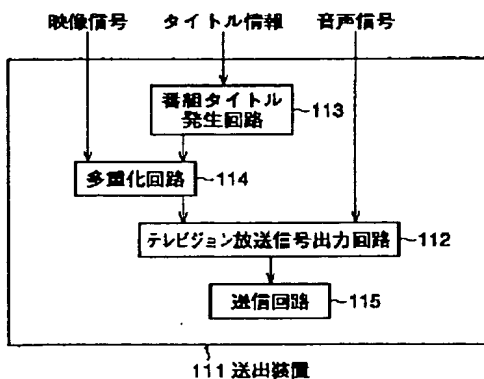 映像信号 タイトル情報 音声信号
番組タイトル
発生回路
113
多重化回路
114
テレビジョン放送信号出力回路
112
送信回路
115
111 送出装置